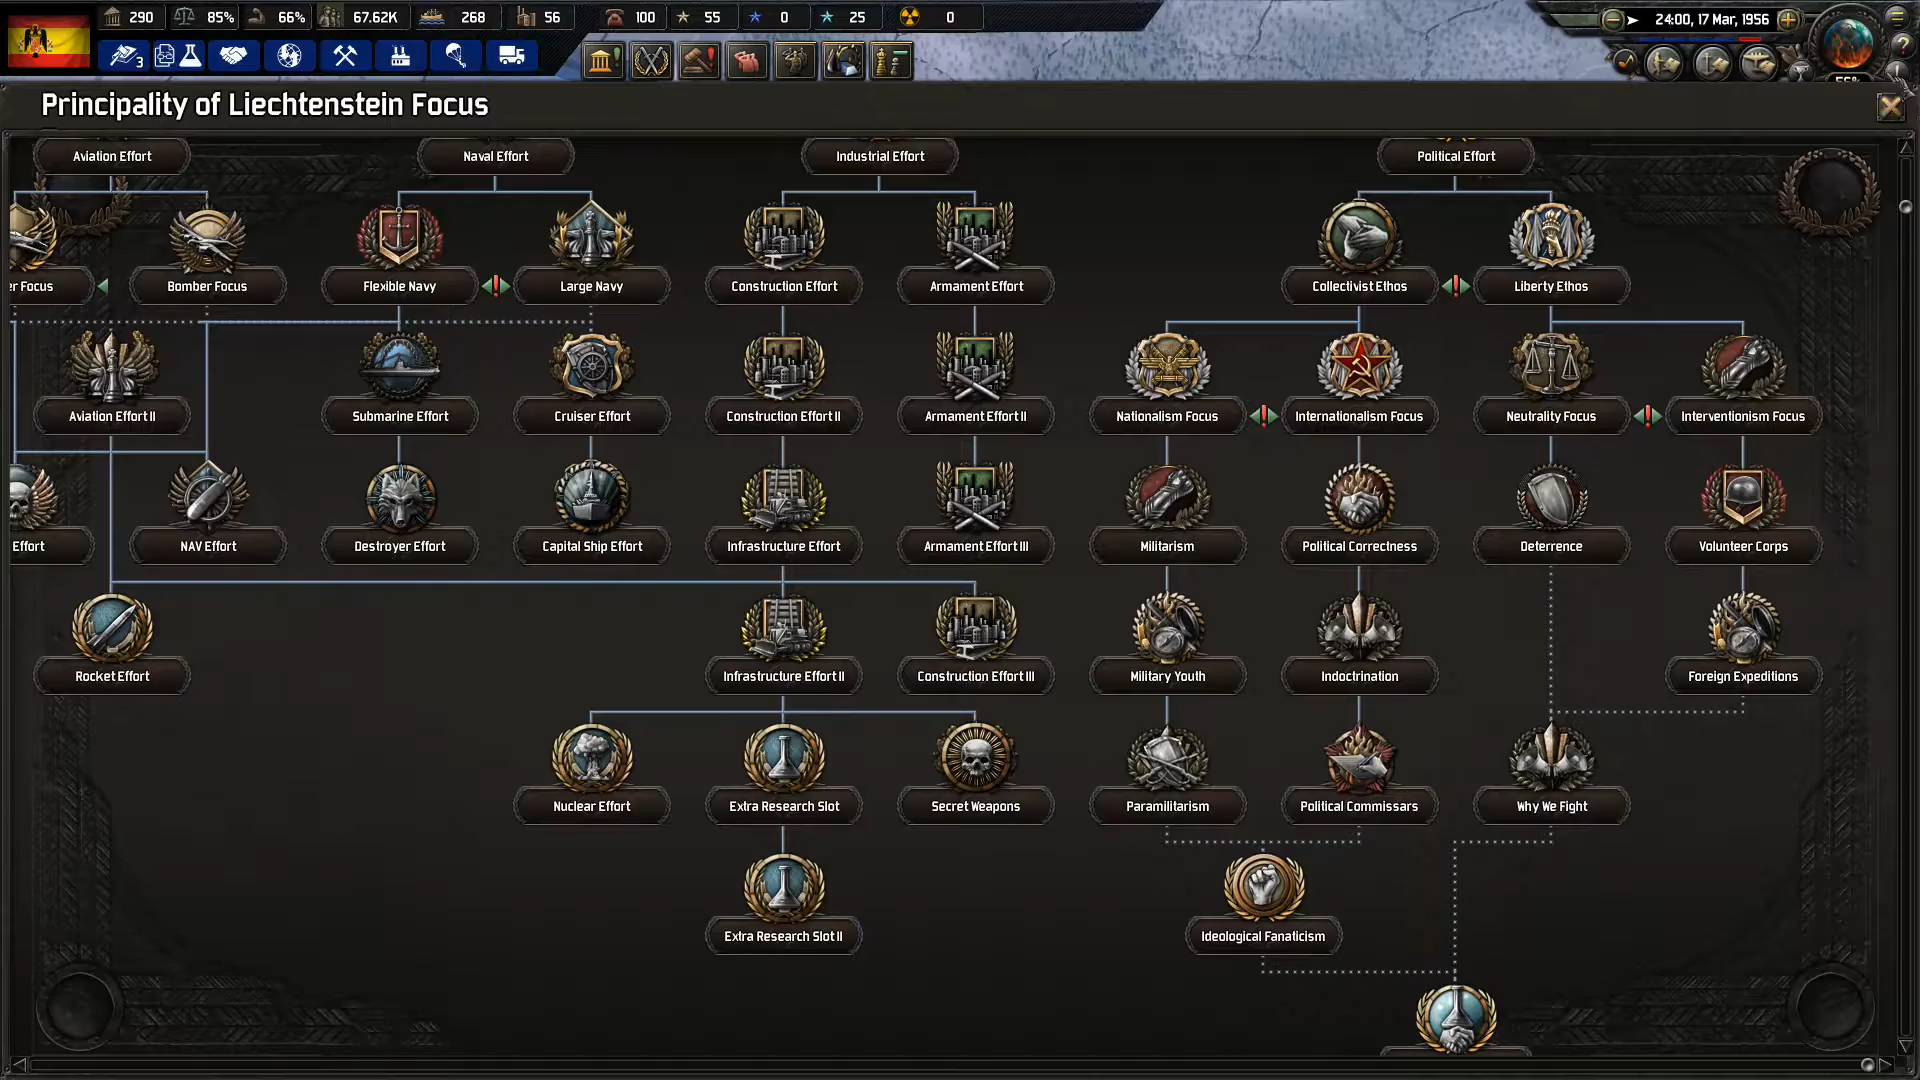 290 85% 66% 67.62K 268 56 100 55 0 25 0
24:00, 17 Mar, 1956
3
Principality of Liechtenstein Focus
Aviation Effort Naval Effort Industrial Effort Political Effort
er Focus Bomber Focus Flexible Navy Large Navy Construction Effort Armament Effort Collectivist Ethos Liberty Ethos
Aviation Effort II Submarine Effort Cruiser Effort Construction Effort II Armament Effort II Nationalism Focus Internationalism Focus Neutrality Focus Interventionism Focus
Effort NAV Effort Destroyer Effort Capital Ship Effort Infrastructure Effort Armament Effort III Militarism Political Correctness Deterrence Volunteer Corps
Rocket Effort Infrastructure Effort II Construction Effort III Military Youth Indoctrination Foreign Expeditions
Nuclear Effort Extra Research Slot Secret Weapons Paramilitarism Political Commissars Why We Fight
Extra Research Slot II Ideological Fanaticism